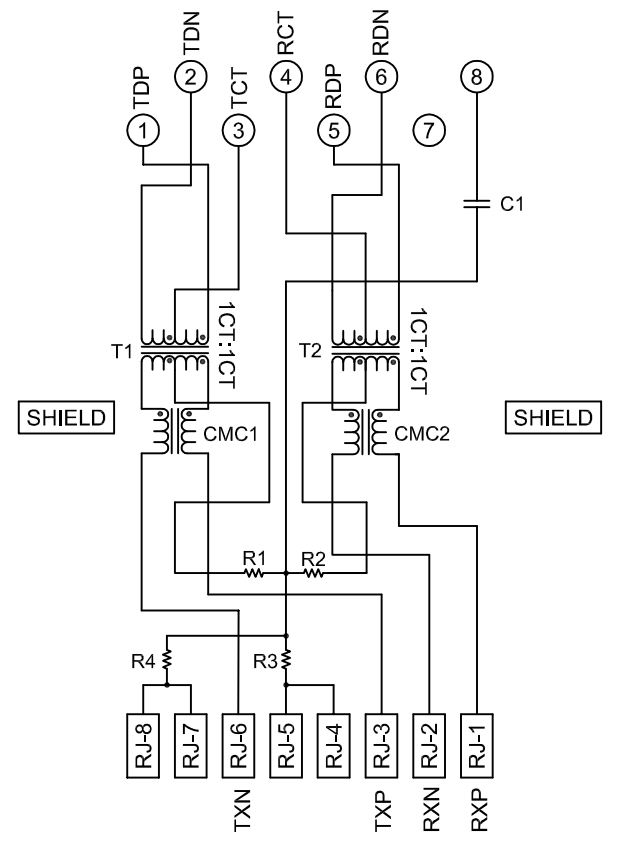 TDN
RCT
RDN
2
4
6
8
TDP
TCT
RDP
1
3
5
7
C1
1CT:1CT
1CT:1CT
T1
T2
SHIELD
CMC1
CMC2
SHIELD
R1
R2
R4
R3
RJ-8
RJ-7
RJ-6
RJ-5
RJ-4
RJ-3
RJ-2
RJ-1
TXN
TXP
RXN
RXP